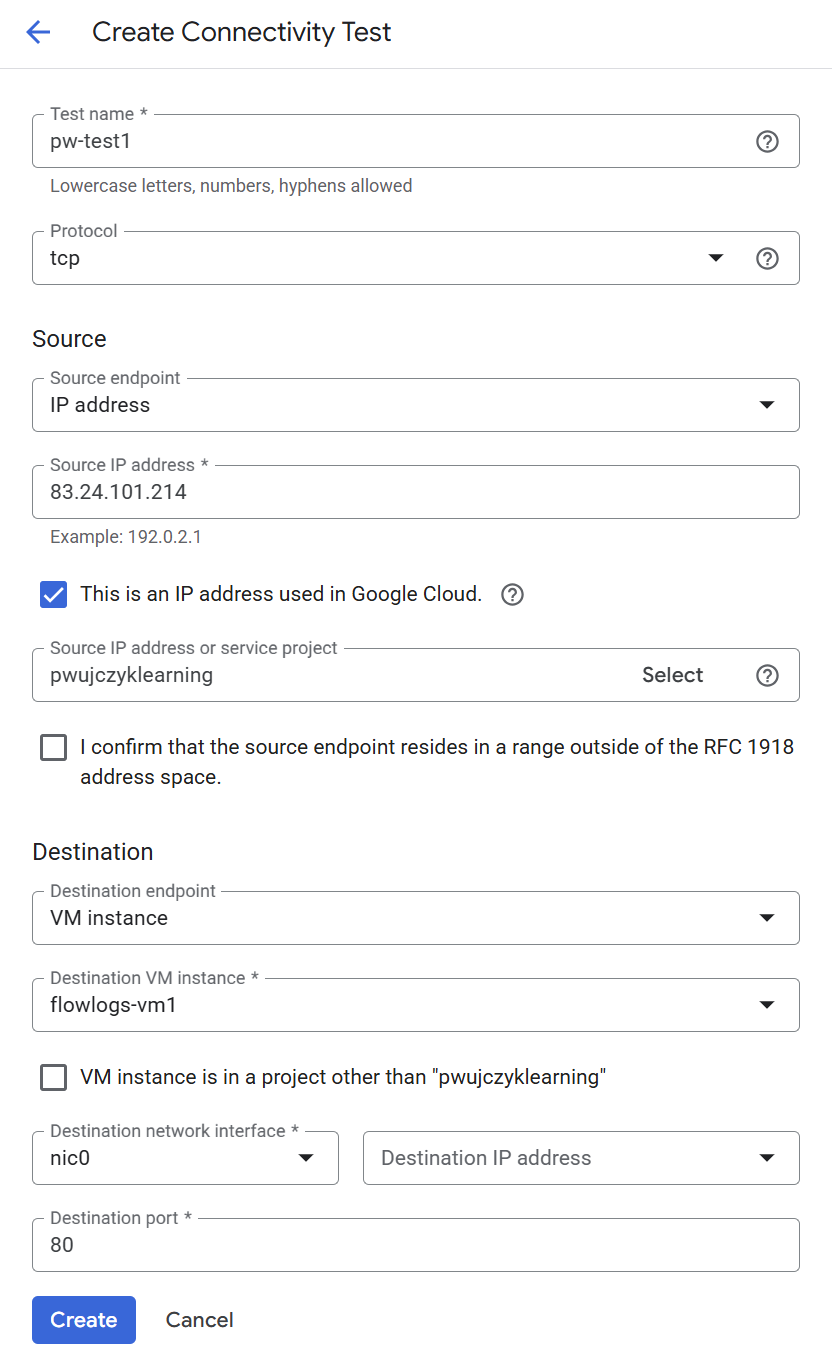 Create Connectivity Test
Test name *
pw-test1
Lowercase letters, numbers, hyphens allowed
Protocol
tcp
Source
Source endpoint
IP address
Source IP address *
83.24.101.214
Example: 192.0.2.1
This is an IP address used in Google Cloud.
Source IP address or service project
pwujczyklearning Select
I confirm that the source endpoint resides in a range outside of the RFC 1918
address space.
Destination
Destination endpoint
VM instance
Destination VM instance *
flowlogs-vm1
VM instance is in a project other than "pwujczyklearning"
Destination network interface *
nic0 Destination IP address
Destination port *
80
Create Cancel